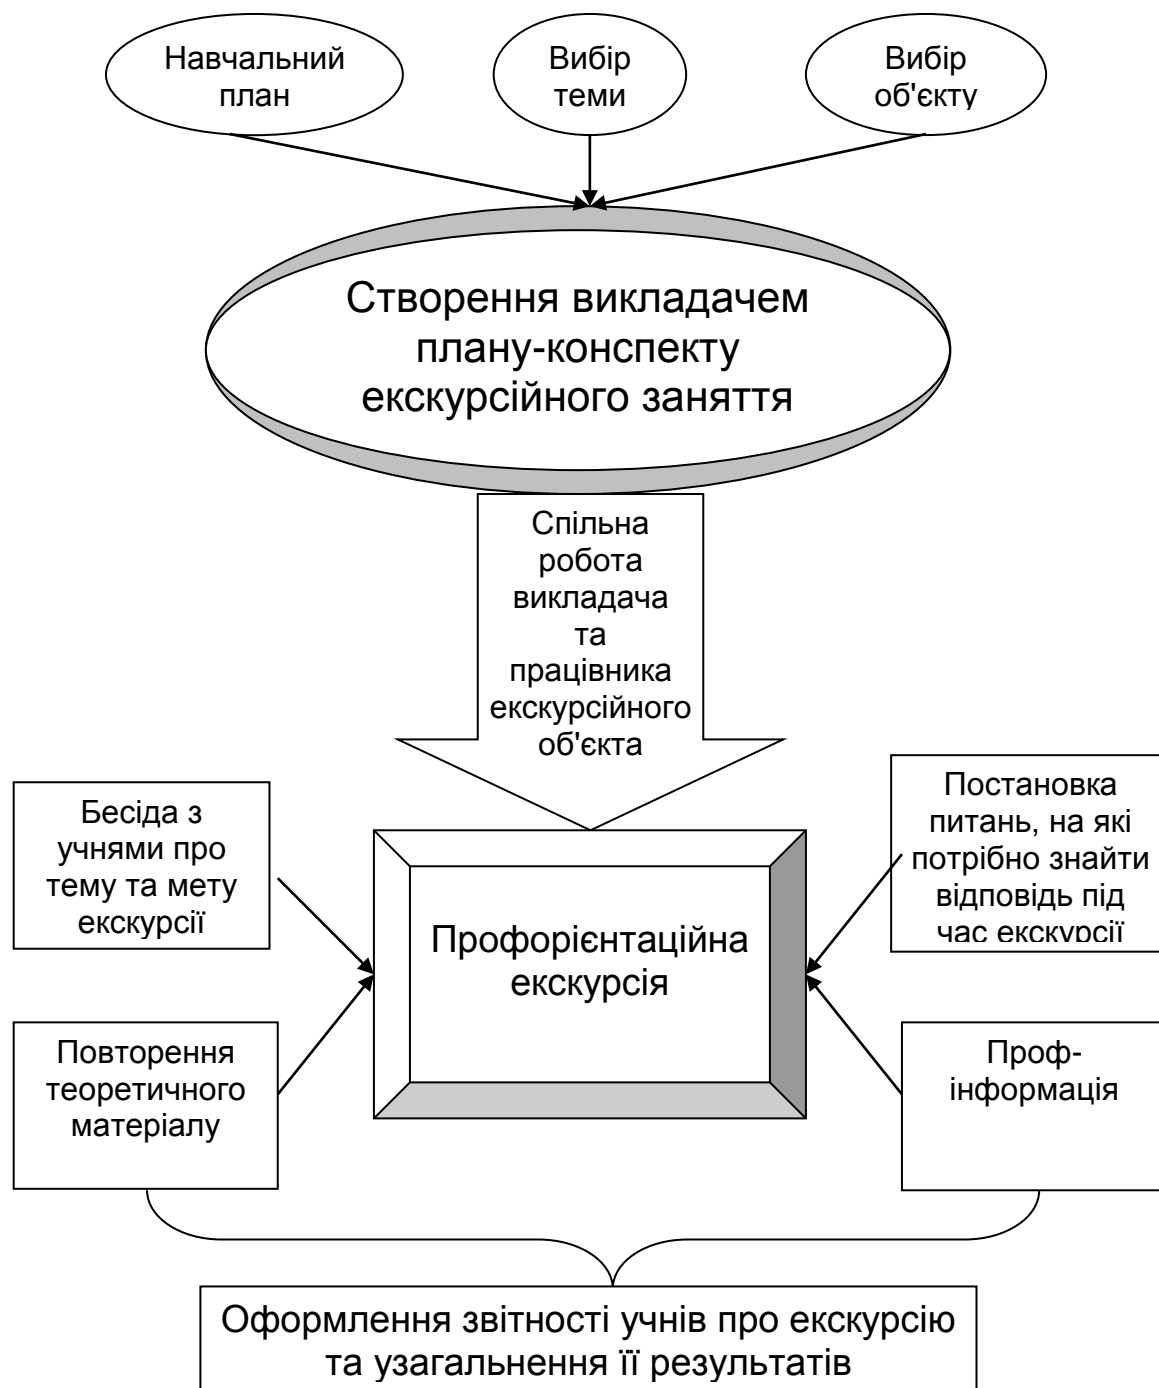 Навчальний
план
Вибір
теми
Вибір
об'єкту
Створення викладачем
плану-конспекту
екскурсійного заняття
Спільна
робота
викладача
та
працівника
екскурсійного
об'єкта
Бесіда з
учнями про
тему та мету
екскурсії
Постановка
питань, на які
потрібно знайти
відповідь під
час екскурсії
Профорієнтаційна
екскурсія
Повторення
теоретичного
матеріалу
Проф-
інформація
Оформлення звітності учнів про екскурсію
та узагальнення її результатів